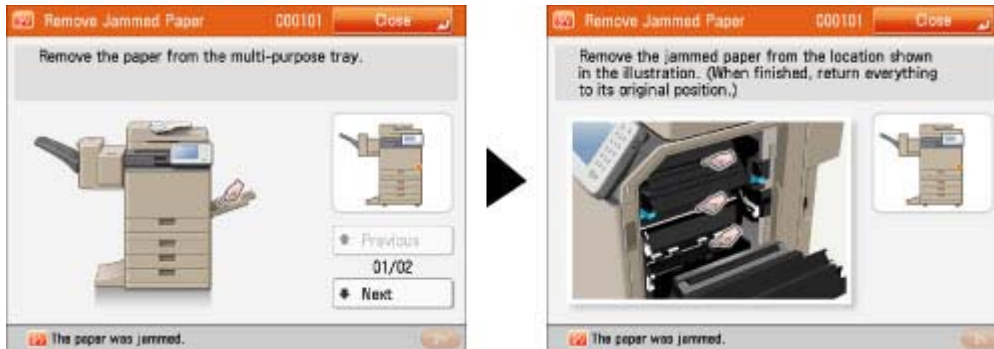 Remove Jammed Paper 000101 Close
Remove the paper from the multi-purpose tray.
Previous
01/02
Next
The paper was jammed.
Remove Jammed Paper 000101 Close
Remove the jammed paper from the location shown
in the illustration. (When finished, return everything
to its original position.)
The paper was jammed.